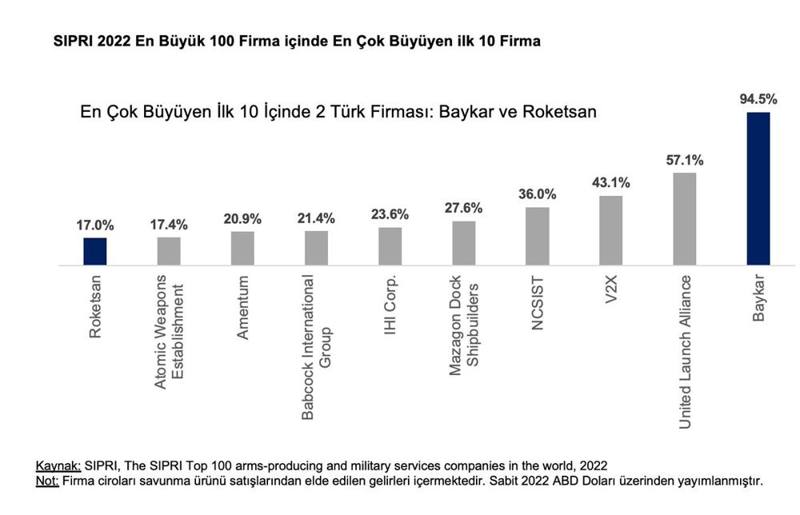 SIPRI 2022 En Büyük 100 Firma içinde En Çok Büyüyen ilk 10 Firma
En Çok Büyüyen İlk 10 İçinde 2 Türk Firması: Baykar ve Roketsan
17.0%
17.4%
20.9%
21.4%
23.6%
27.6%
36.0%
43.1%
57.1%
94.5%
Roketsan
Atomic Weapons
Establishment
Amentum
Babcock International
Group
IHI Corp.
Mazagon Dock
Shipbuilders
NCSIST
V2X
United Launch Alliance
Baykar
Kaynak: SIPRI, The SIPRI Top 100 arms-producing and military services companies in the world, 2022
Not: Firma ciroları savunma ürünü satışlarından elde edilen gelirleri içermektedir. Sabit 2022 ABD Doları üzerinden yayımlanmıştır.